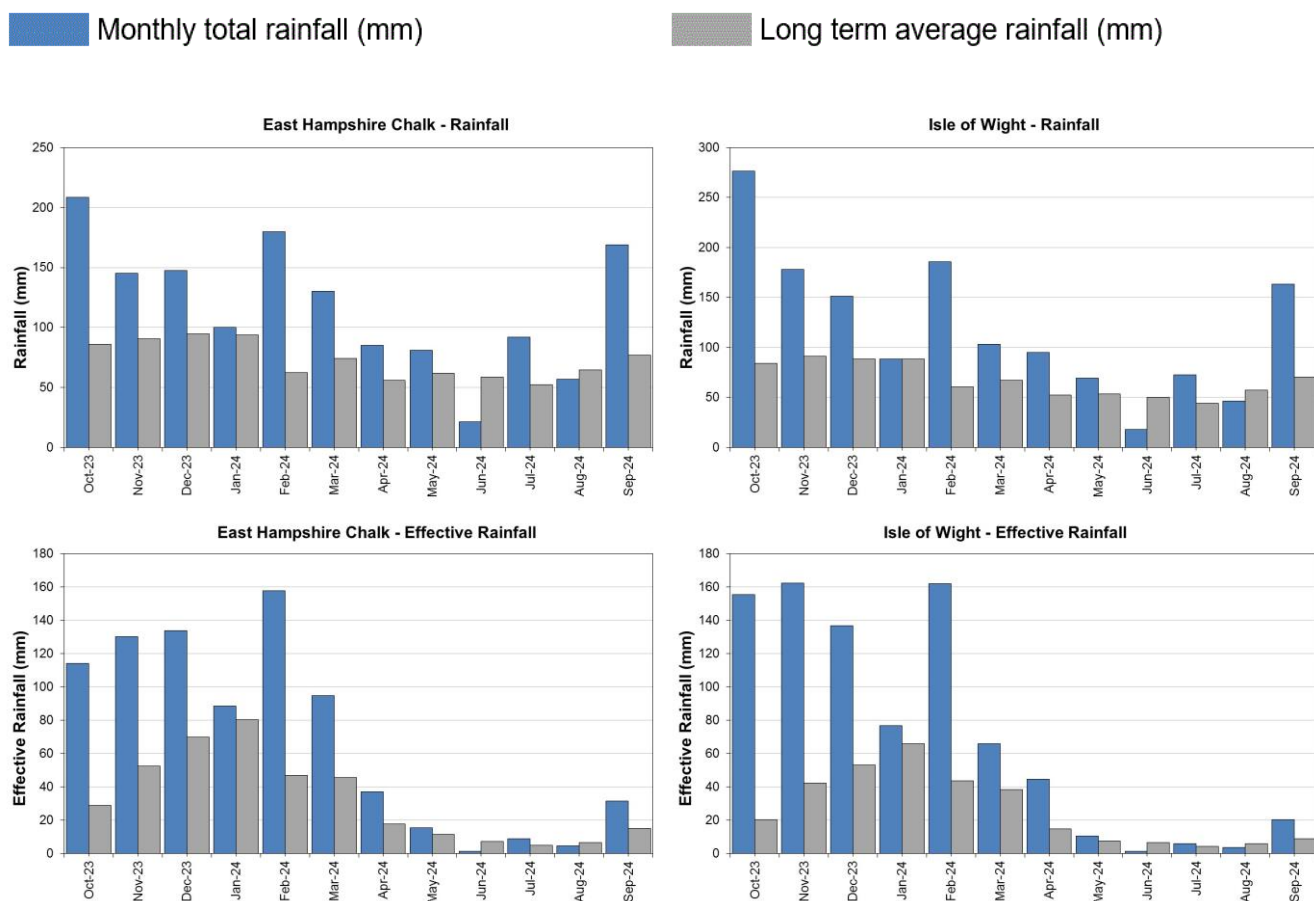 Monthly total rainfall (mm)
Long term average rainfall (mm)
East Hampshire Chalk - Rainfall
Rainfall (mm)
250
200
150
100
50
0
Oct-23
Nov-23
Dec-23
Jan-24
Feb-24
Mar-24
Apr-24
May-24
Jun-24
Jul-24
Aug-24
Sep-24
Isle of Wight - Rainfall
Rainfall (mm)
300
250
200
150
100
50
0
Oct-23
Nov-23
Dec-23
Jan-24
Feb-24
Mar-24
Apr-24
May-24
Jun-24
Jul-24
Aug-24
Sep-24
East Hampshire Chalk - Effective Rainfall
Effective Rainfall (mm)
180
160
140
120
100
80
60
40
20
0
Oct-23
Nov-23
Dec-23
Jan-24
Feb-24
Mar-24
Apr-24
May-24
Jun-24
Jul-24
Aug-24
Sep-24
Isle of Wight - Effective Rainfall
Effective Rainfall (mm)
180
160
140
120
100
80
60
40
20
0
Oct-23
Nov-23
Dec-23
Jan-24
Feb-24
Mar-24
Apr-24
May-24
Jun-24
Jul-24
Aug-24
Sep-24